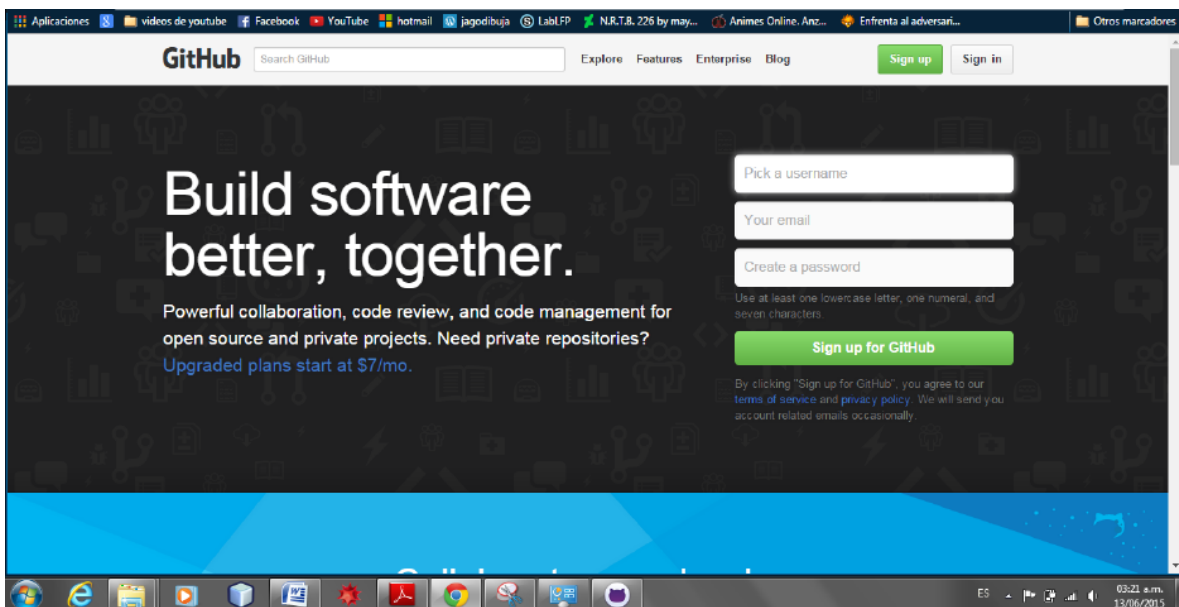 Aplicaciones videos de youtube Facebook YouTube hotmail jagodibuja LabLFP N.R.T.B. 226 by may... Animes Online. Anz... Enfrenta al adversari... Otros marcadores
GitHub Search GitHub Explore Features Enterprise Blog Sign up Sign in
Build software
better, together.
Powerful collaboration, code review, and code management for
open source and private projects. Need private repositories?
Upgraded plans start at $7/mo.
Pick a username
Your email
Create a password
Use at least one lowercase letter, one numeral, and
seven characters.
Sign up for GitHub
By clicking "Sign up for GitHub", you agree to our
terms of service and privacy policy. We will send you
account related emails occasionally.
ES 03:21 a.m.
13/06/2015